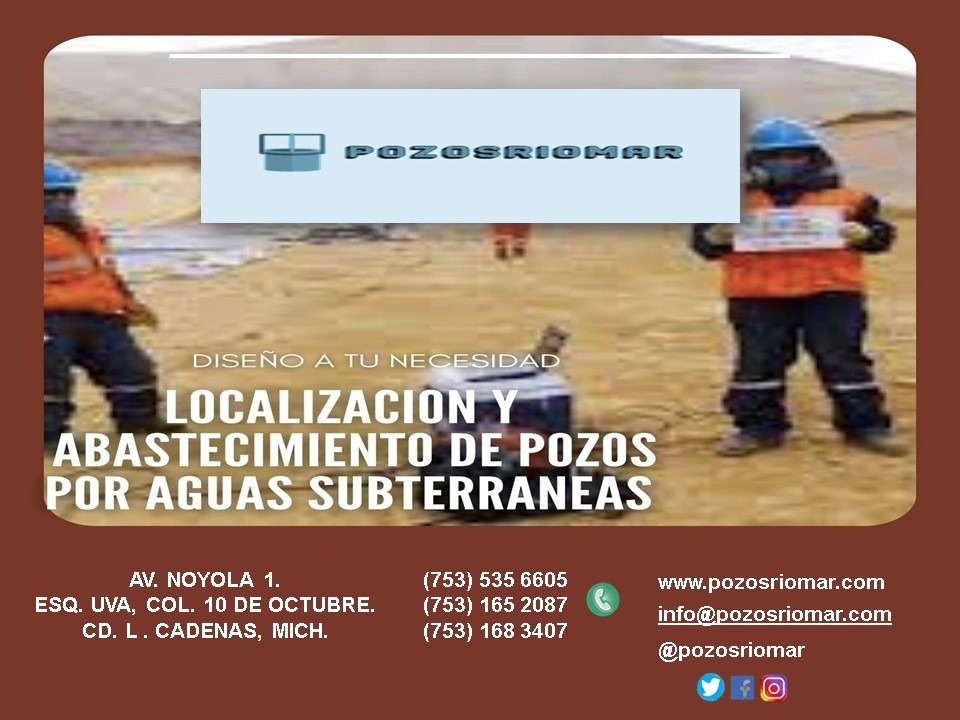 POZOSRIOMAR
DISEÑO A TU NECESIDAD
LOCALIZACION Y
ABASTECIMIENTO DE POZOS
POR AGUAS SUBTERRANEAS
AV. NOYOLA 1.
ESQ. UVA, COL. 10 DE OCTUBRE.
CD. L . CADENAS, MICH.
(753) 535 6605
(753) 165 2087
(753) 168 3407
www.pozosriomar.com
info@pozosriomar.com
@pozosriomar